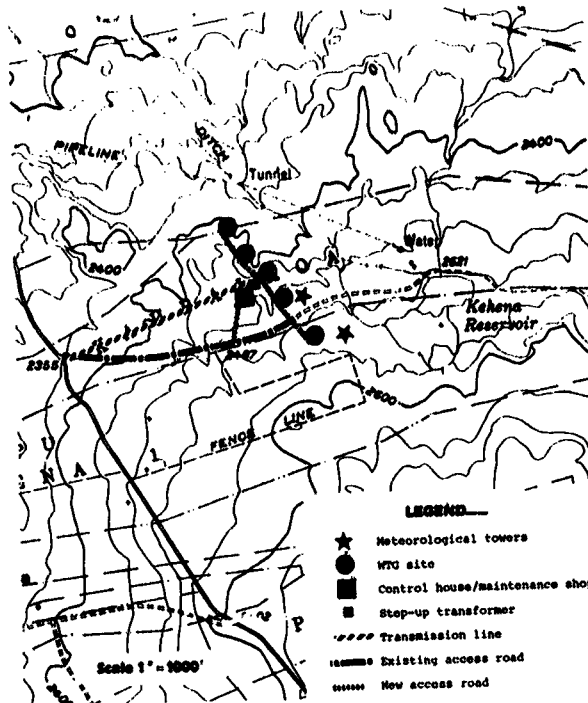 2400
PIPELINE
DITCH
Tunnel
Water
2621
2400
Kehena
Reservoir
2355
2600
FENCE LINE
U
N A
P
LEGEND
Meteorological towers
WTG site
Control house/maintenance shop
Step-up transformer
Transmission line
Existing access road
New access road
Scale 1" = 1000'